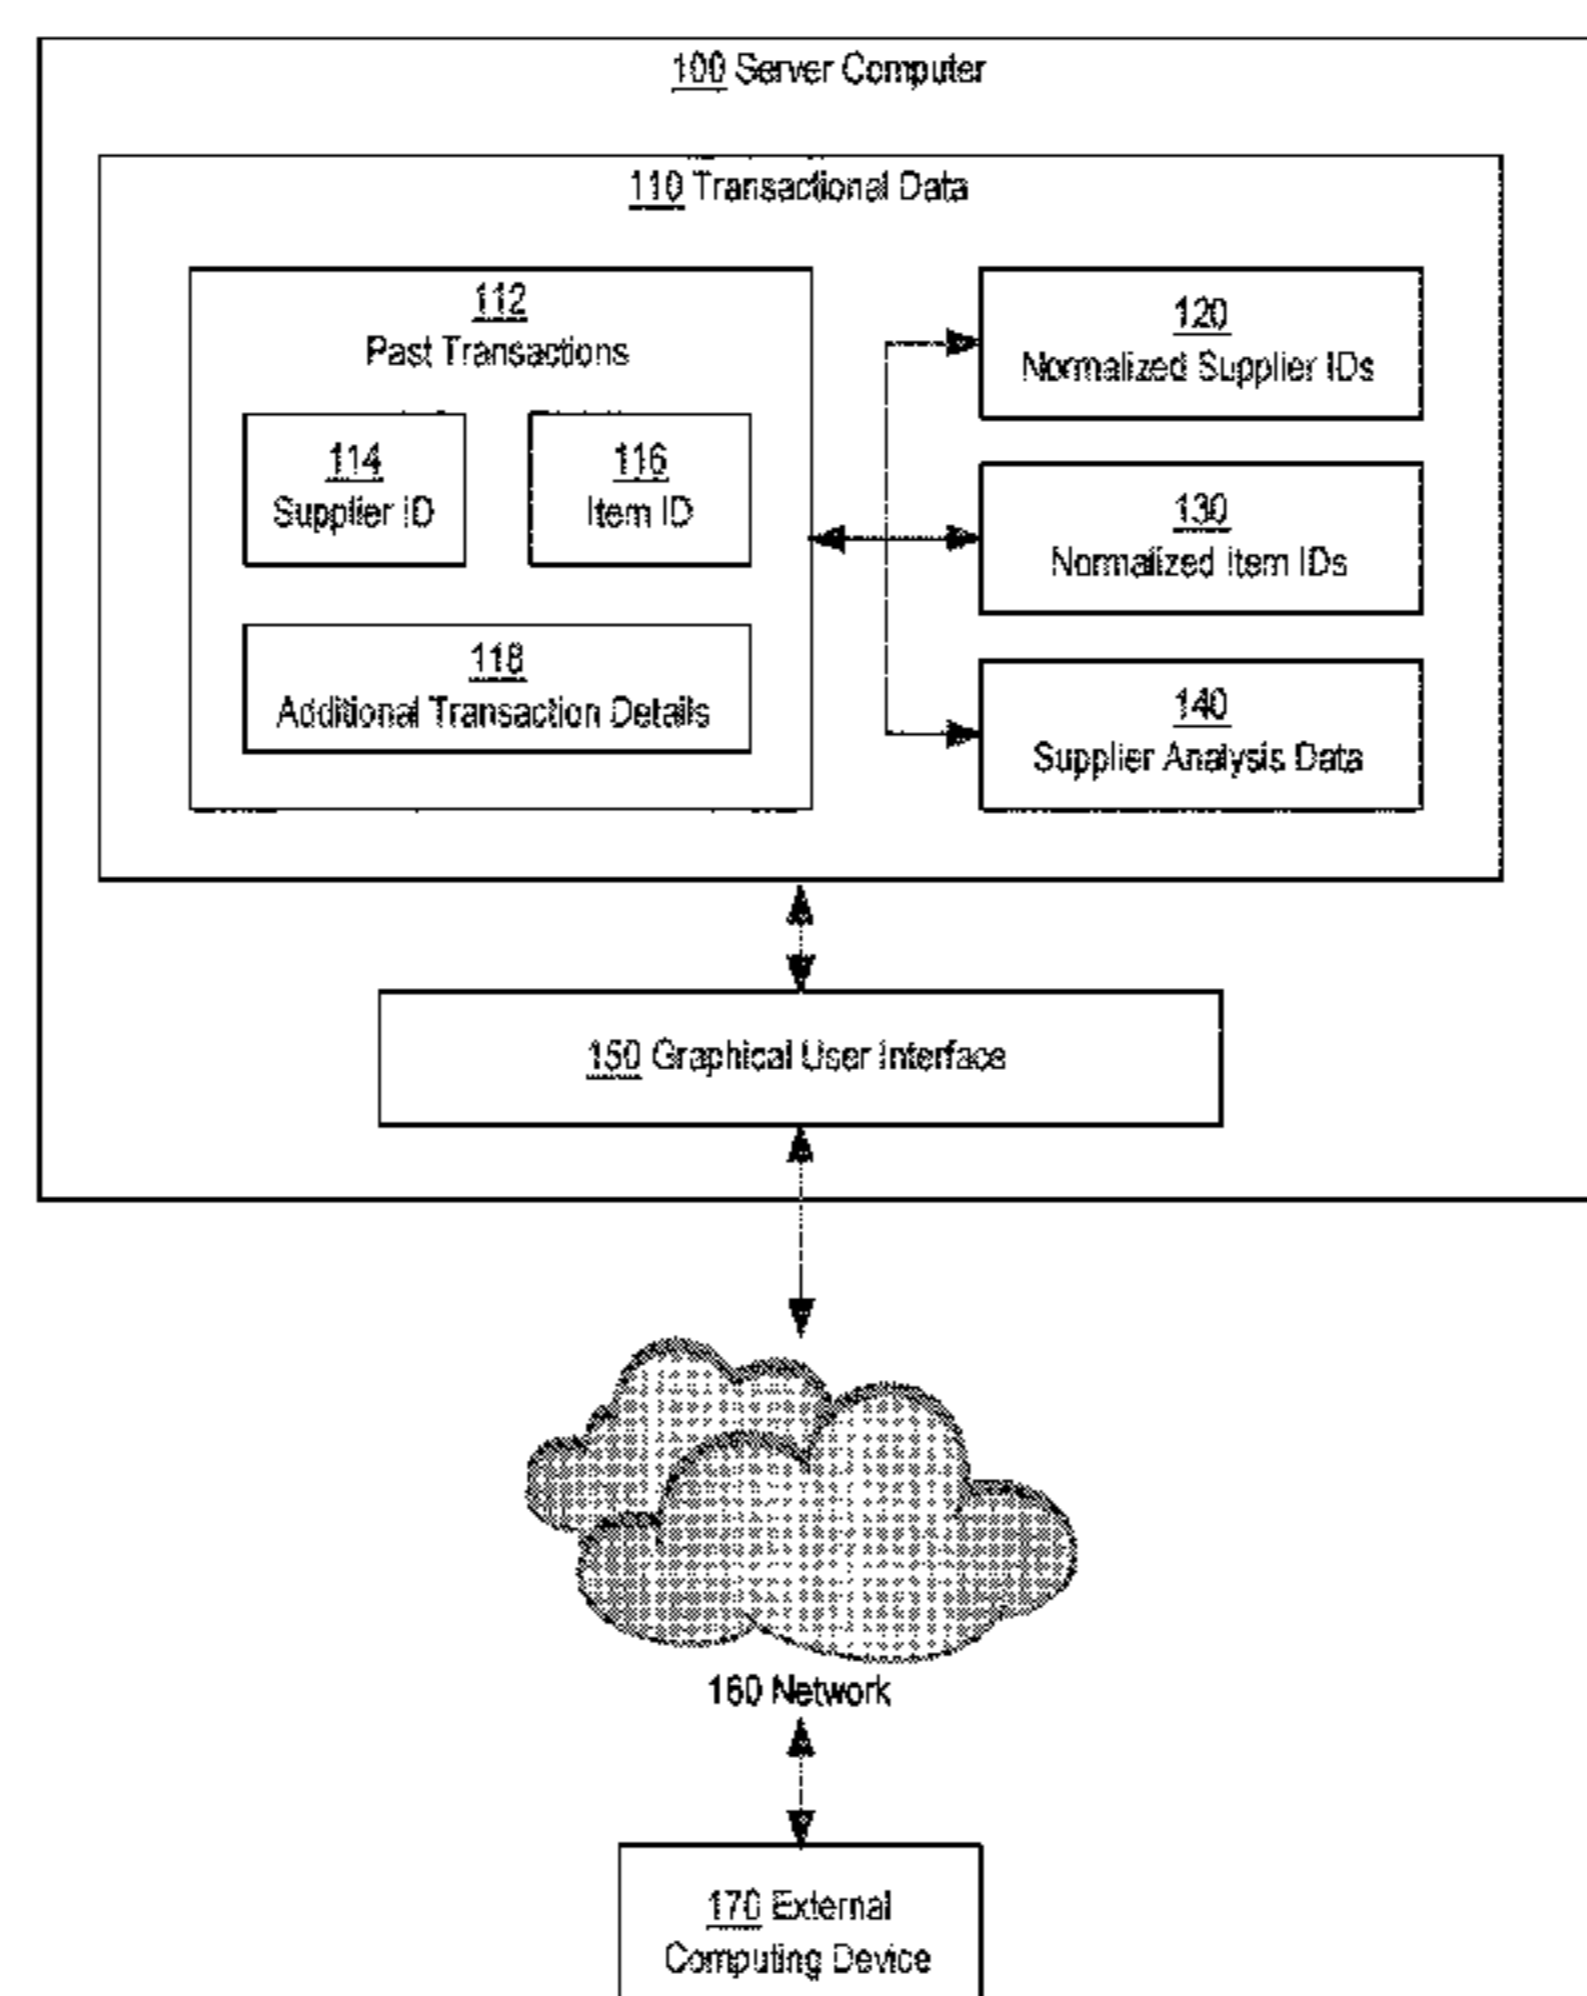 100 Server Computer
110 Transactional Data
112
Past Transactions
114
Supplier ID
116
Item ID
118
Additional Transaction Details
120
Normalized Supplier IDs
130
Normalized Item IDs
140
Supplier Analysis Data
150 Graphical User Interface
160 Network
170 External
Computing Device